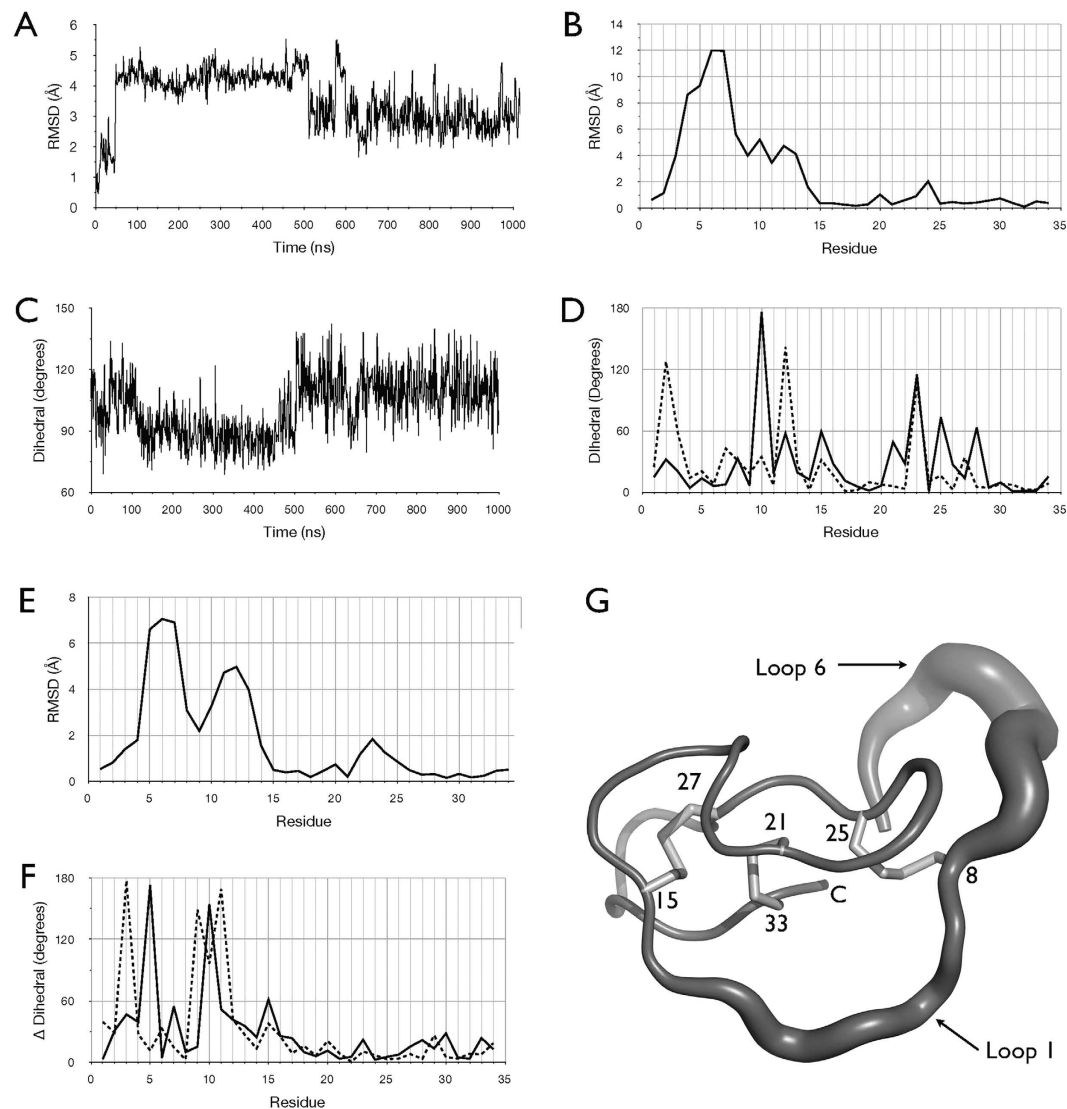 A
RMSD (Å)
6
5
4
3
2
1
0
0 100 200 300 400 500 600 700 800 900 1000
Time (ns)
B
RMSD (Å)
14
12
10
8
6
4
2
0
0 5 10 15 20 25 30 35
Residue
C
Dihedral (degrees)
150
120
90
60
0 100 200 300 400 500 600 700 800 900 1000
Time (ns)
D
DIhedral (Degrees)
180
120
60
0
0 5 10 15 20 25 30 35
Residue
E
RMSD (Å)
8
6
4
2
0
0 5 10 15 20 25 30
Residue
F
Δ Dihedral (degrees)
180
120
60
0
0 5 10 15 20 25 30 35
Residue
G
Loop 6
27
21
25
8
15
C
33
Loop 1